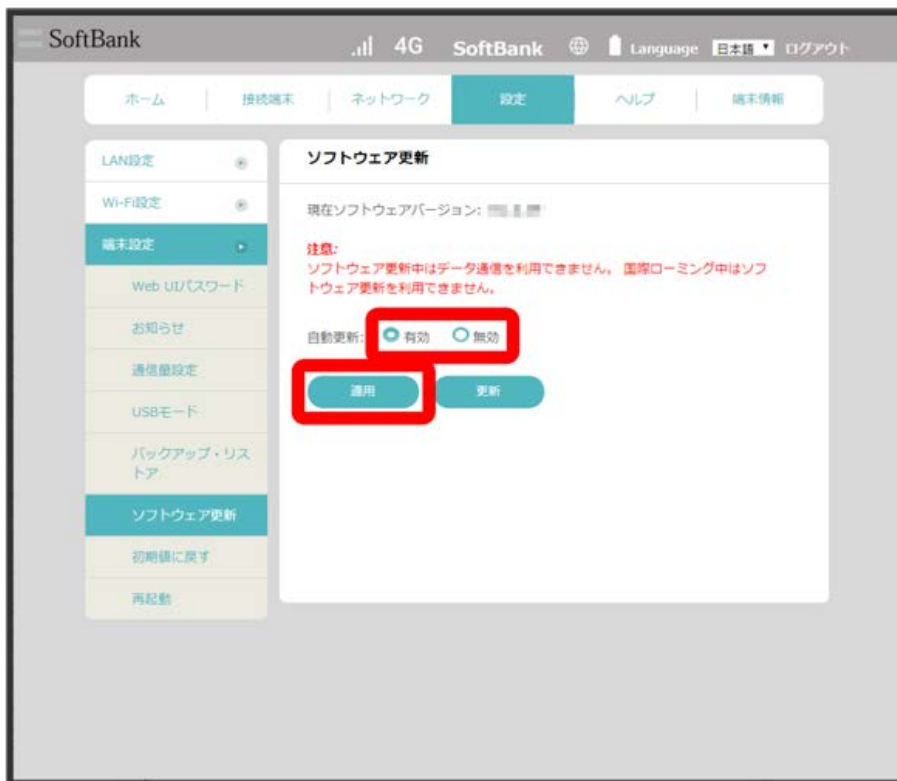 SoftBank
4G SoftBank Language 日本語 ログアウト
ホーム 接続端末 ネットワーク 設定 ヘルプ 端末情報
LAN設定
Wi-Fi設定
端末設定
Web UIパスワード
お知らせ
通信量設定
USBモード
バックアップ・リス
トア
ソフトウェア更新
初期値に戻す
再起動
ソフトウェア更新
現在ソフトウェアバージョン:
注意:
ソフトウェア更新中はデータ通信を利用できません。 国際ローミング中はソフ
トウェア更新を利用できません。
自動更新: 有効 無効
適用 更新